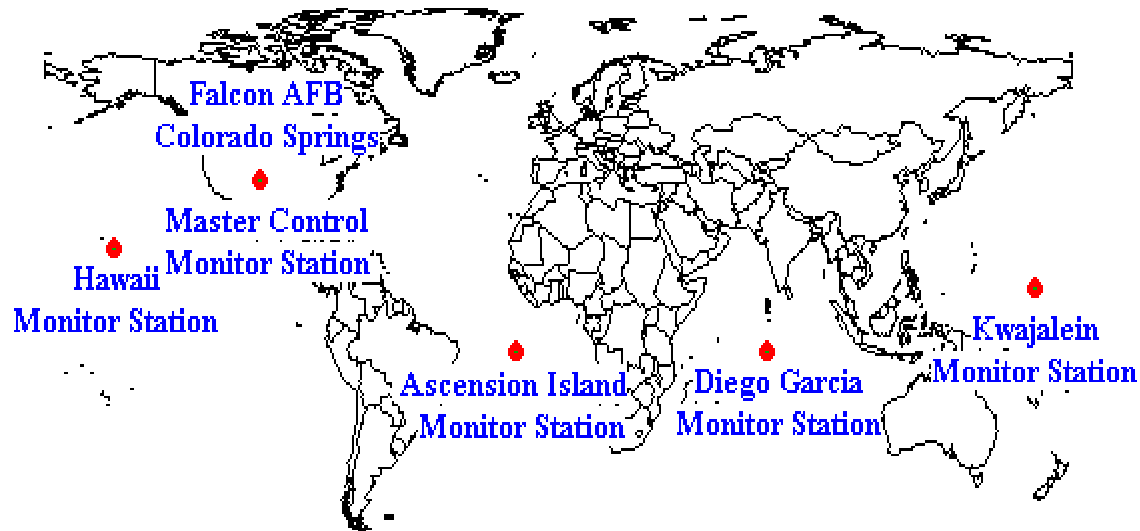 Falcon AFB
Colorado Springs
Master Control
Monitor Station
Hawaii
Monitor Station
Ascension Island
Monitor Station
Diego Garcia
Monitor Station
Kwajalein
Monitor Station